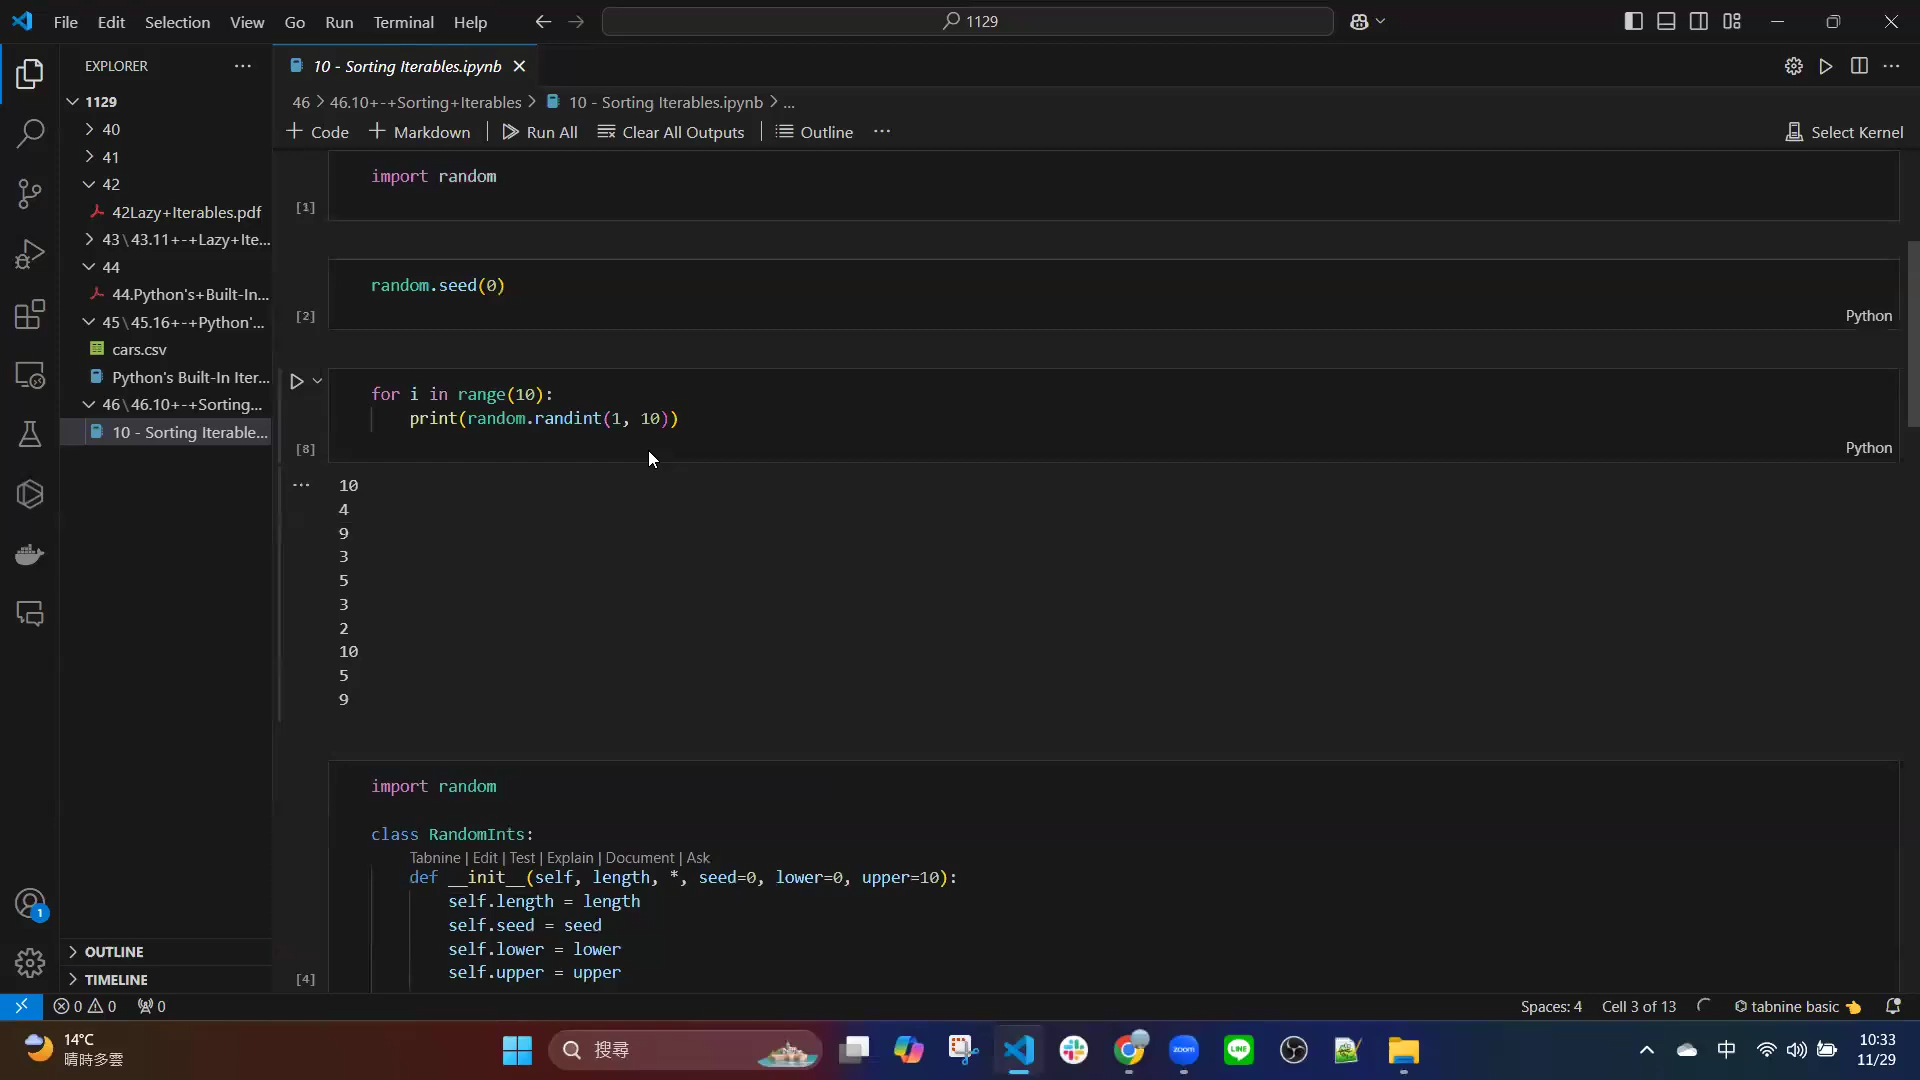 File Edit Selection View Go Run Terminal Help
1129
EXPLORER
1129
40
41
42
42Lazy+Iterables.pdf
43\43.11+-+Lazy+Ite...
44
44.Python's+Built-In...
45\45.16+-+Python'...
cars.csv
Python's Built-In Iter...
46\46.10+-+Sorting...
10 - Sorting Iterable...
OUTLINE
TIMELINE
10 - Sorting Iterables.ipynb
46 > 46.10+-+Sorting+Iterables > 10 - Sorting Iterables.ipynb > ...
+ Code + Markdown Run All Clear All Outputs Outline ...
Select Kernel
import random
[1]
random.seed(0)
[2]
Python
for i in range(10):
    print(random.randint(1, 10))
[8]
Python
10
4
9
3
5
3
2
10
5
9
import random
class RandomInts:
Tabnine | Edit | Test | Explain | Document | Ask
    def __init__(self, length, *, seed=0, lower=0, upper=10):
        self.length = length
        self.seed = seed
        self.lower = lower
        self.upper = upper
[4]
1
0 0 0
Spaces: 4 Cell 3 of 13 tabnine basic 👈
14°C
晴時多雲
搜尋
zoom
LINE
中
10:33
11/29